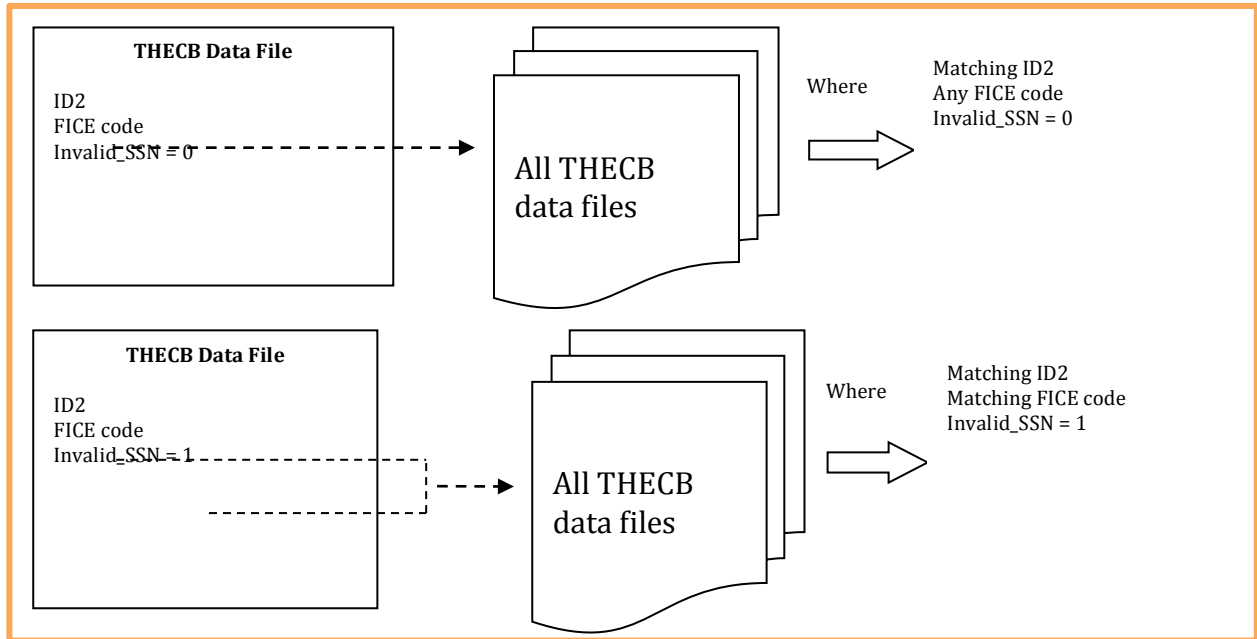 THECB Data File
ID2
FICE code
Invalid_SSN = 0
All THECB
data files
Where
Matching ID2
Any FICE code
Invalid_SSN = 0
THECB Data File
ID2
FICE code
Invalid_SSN = 1
All THECB
data files
Where
Matching ID2
Matching FICE code
Invalid_SSN = 1